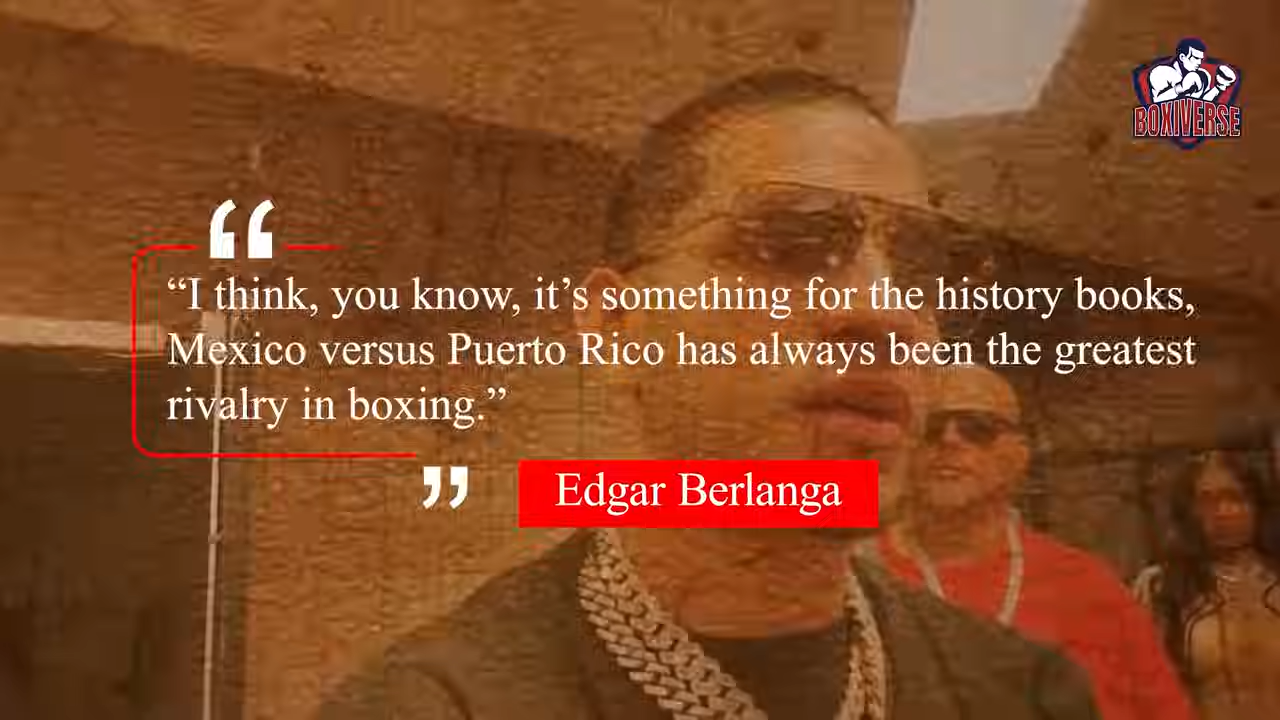 BOXIVERSE
“I think, you know, it’s something for the history books,
Mexico versus Puerto Rico has always been the greatest
rivalry in boxing.”
Edgar Berlanga